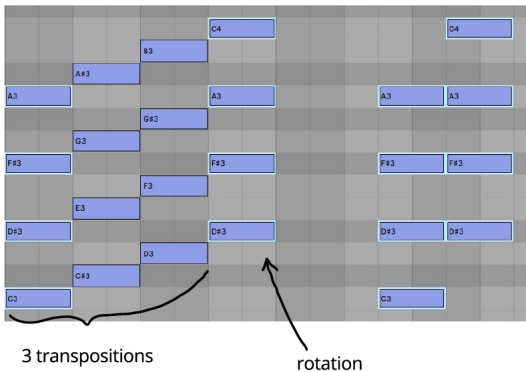 C4 C4
B3
A#3
A3 A3 A3 A3
G#3
G3
F#3 F#3 F#3 F#3
F3
E3
D#3 D#3 D#3 D#3
D3
C#3
C3 C3
3 transpositions
rotation